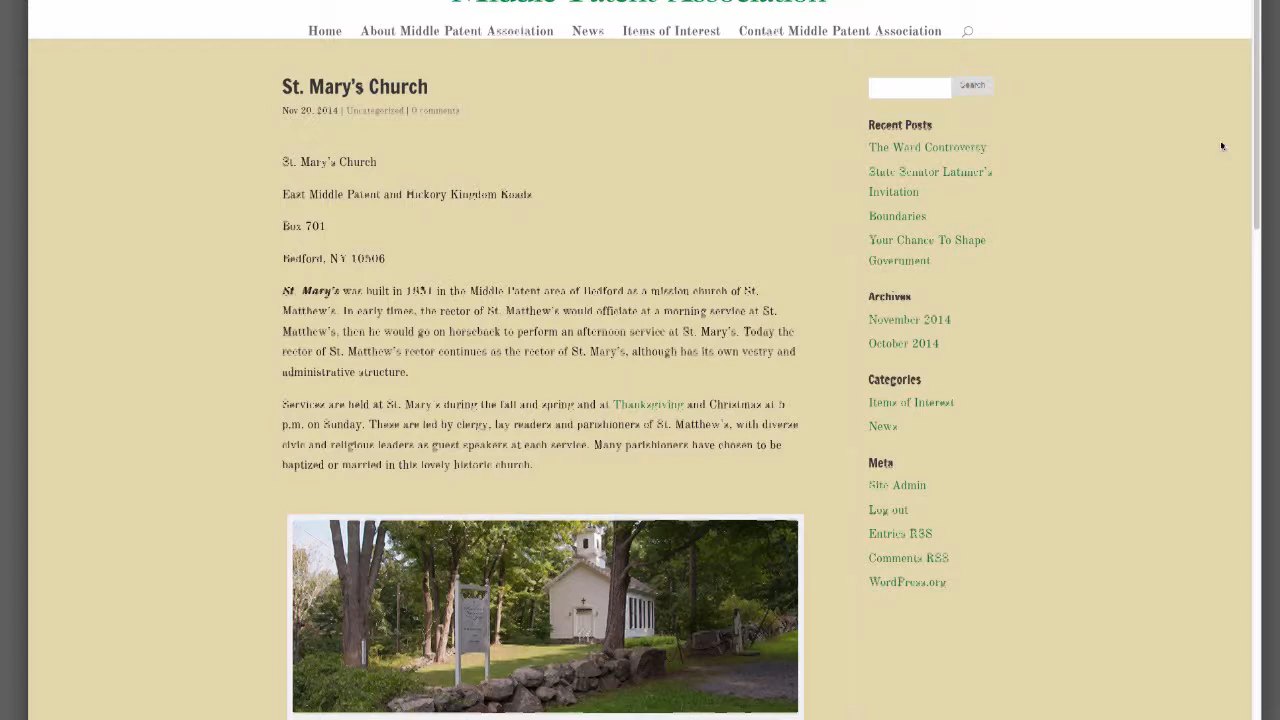 Middle Patent Association
Home About Middle Patent Association News Items of Interest Contact Middle Patent Association
St. Mary's Church
Nov 20, 2014 | Uncategorized | 0 comments
St. Mary's Church
East Middle Patent and Hickory Kingdom Roads
Box 701
Bedford, NY 10506
St. Mary's was built in in the Middle Patent area of Bedford as a mission church of St.
Matthew's. In early times, the rector of St. Matthew's would officiate at a morning service at St.
Matthew's, then he would go on horseback to perform an afternoon service at St. Mary's. Today the
rector of St. Matthew's rector continues as the rector of St. Mary's, although has its own vestry and
administrative structure.
Services are held at St. Mary's during the fall and spring and at Thanksgiving and Christmas at 5
p.m. on Sunday. These are led by clergy, lay readers and parishioners of St. Matthew's, with diverse
civic and religious leaders as guest speakers at each service. Many parishioners have chosen to be
baptized or married in this lovely historic church.
Search
Recent Posts
The Ward Controversy
State Senator Latimer's
Invitation
Boundaries
Your Chance To Shape
Government
Archives
November 2014
October 2014
Categories
Items of Interest
News
Meta
Site Admin
Log out
Entries RSS
Comments RSS
WordPress.org